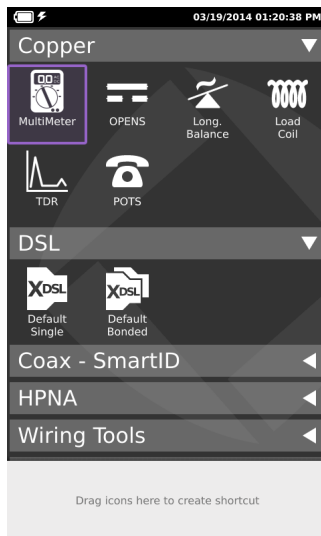 03/19/2014 01:20:38 PM
Copper
MultiMeter
OPENS
Long.
Balance
Load
Coil
TDR
POTS
DSL
XDSL
XDSL
Default
Single
Default
Bonded
Coax - SmartID
HPNA
Wiring Tools
Drag icons here to create shortcut